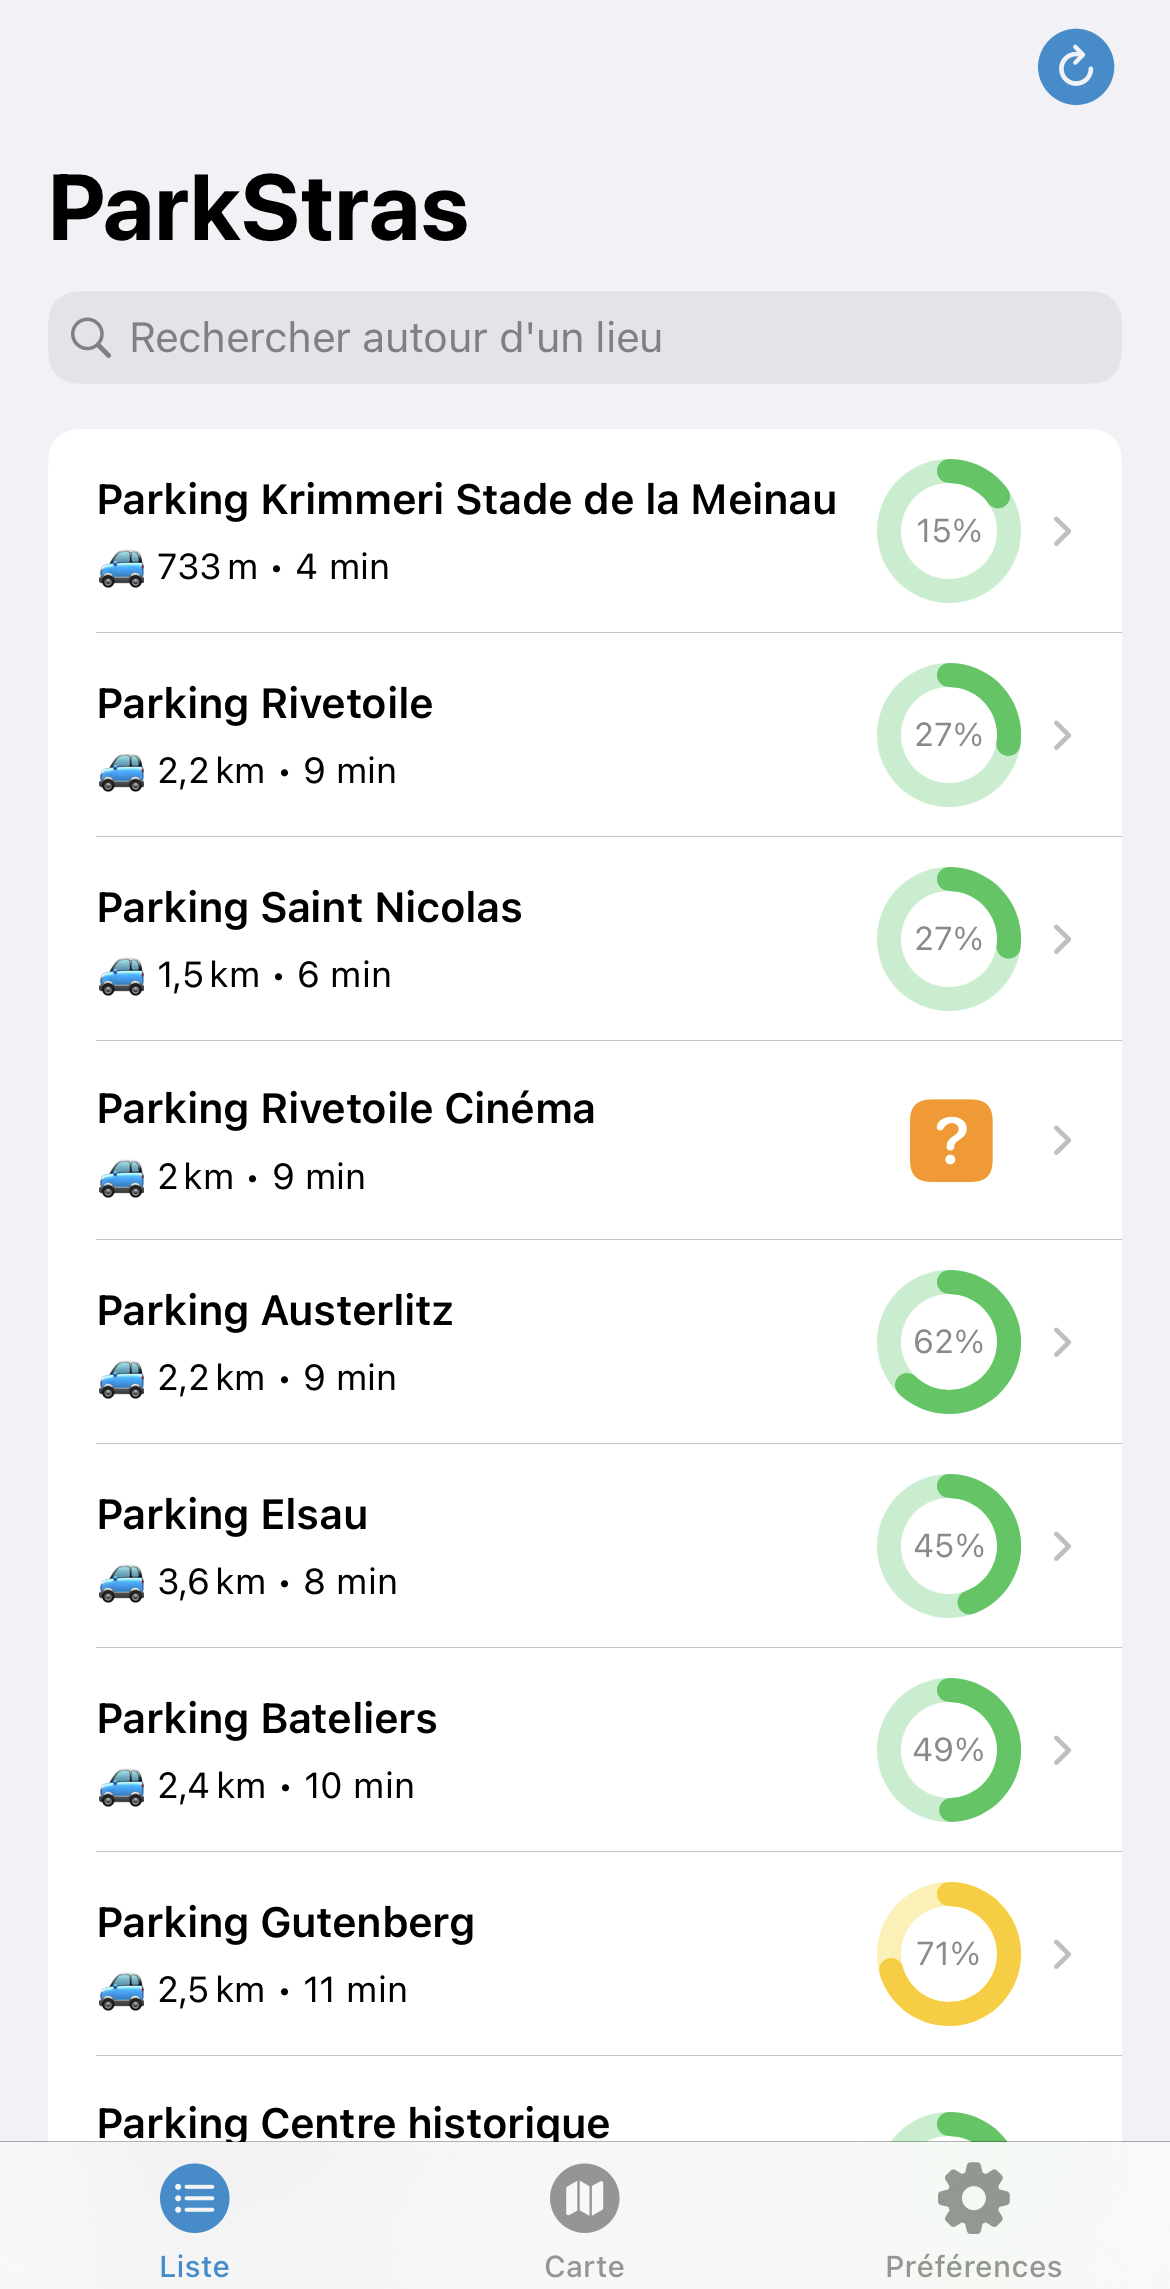 ParkStras
Rechercher autour d'un lieu
Parking Krimmeri Stade de la Meinau
733 m • 4 min
15%
Parking Rivetoile
2,2 km • 9 min
27%
Parking Saint Nicolas
1,5 km • 6 min
27%
Parking Rivetoile Cinéma
2 km • 9 min
?
Parking Austerlitz
2,2 km • 9 min
62%
Parking Elsau
3,6 km • 8 min
45%
Parking Bateliers
2,4 km • 10 min
49%
Parking Gutenberg
2,5 km • 11 min
71%
Parking Centre historique
Liste
Carte
Préférences